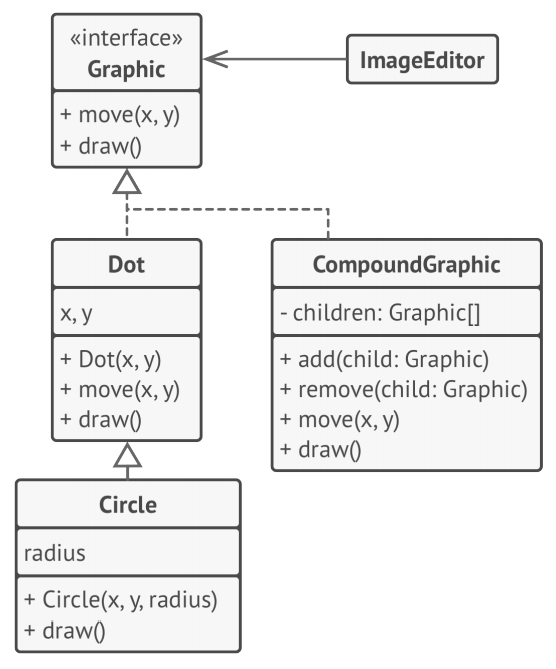 «interface»
Graphic
+ move(x, y)
+ draw()
ImageEditor
Dot
x, y
+ Dot(x, y)
+ move(x, y)
+ draw()
CompoundGraphic
- children: Graphic[]
+ add(child: Graphic)
+ remove(child: Graphic)
+ move(x, y)
+ draw()
Circle
radius
+ Circle(x, y, radius)
+ draw()